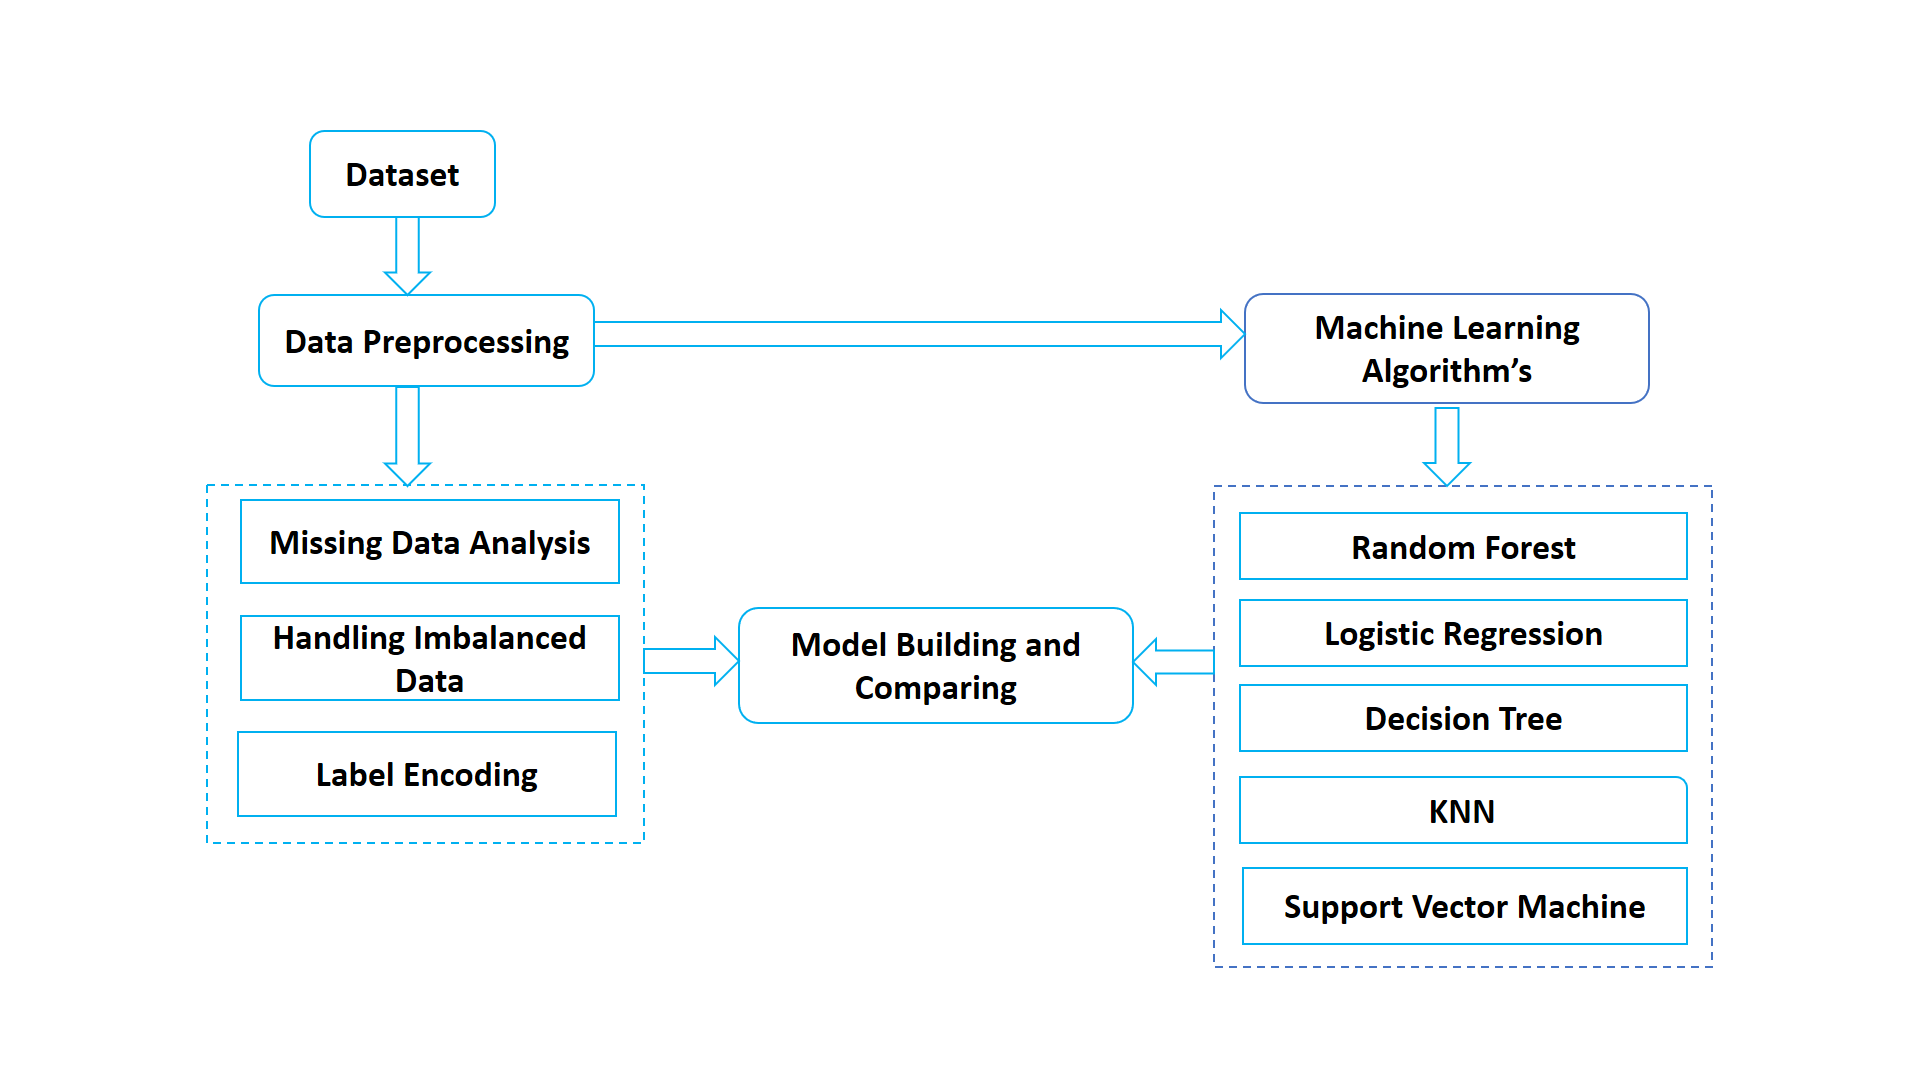 Dataset
Data Preprocessing
Machine Learning
Algorithm’s
Missing Data Analysis
Handling Imbalanced
Data
Label Encoding
Model Building and
Comparing
Random Forest
Logistic Regression
Decision Tree
KNN
Support Vector Machine